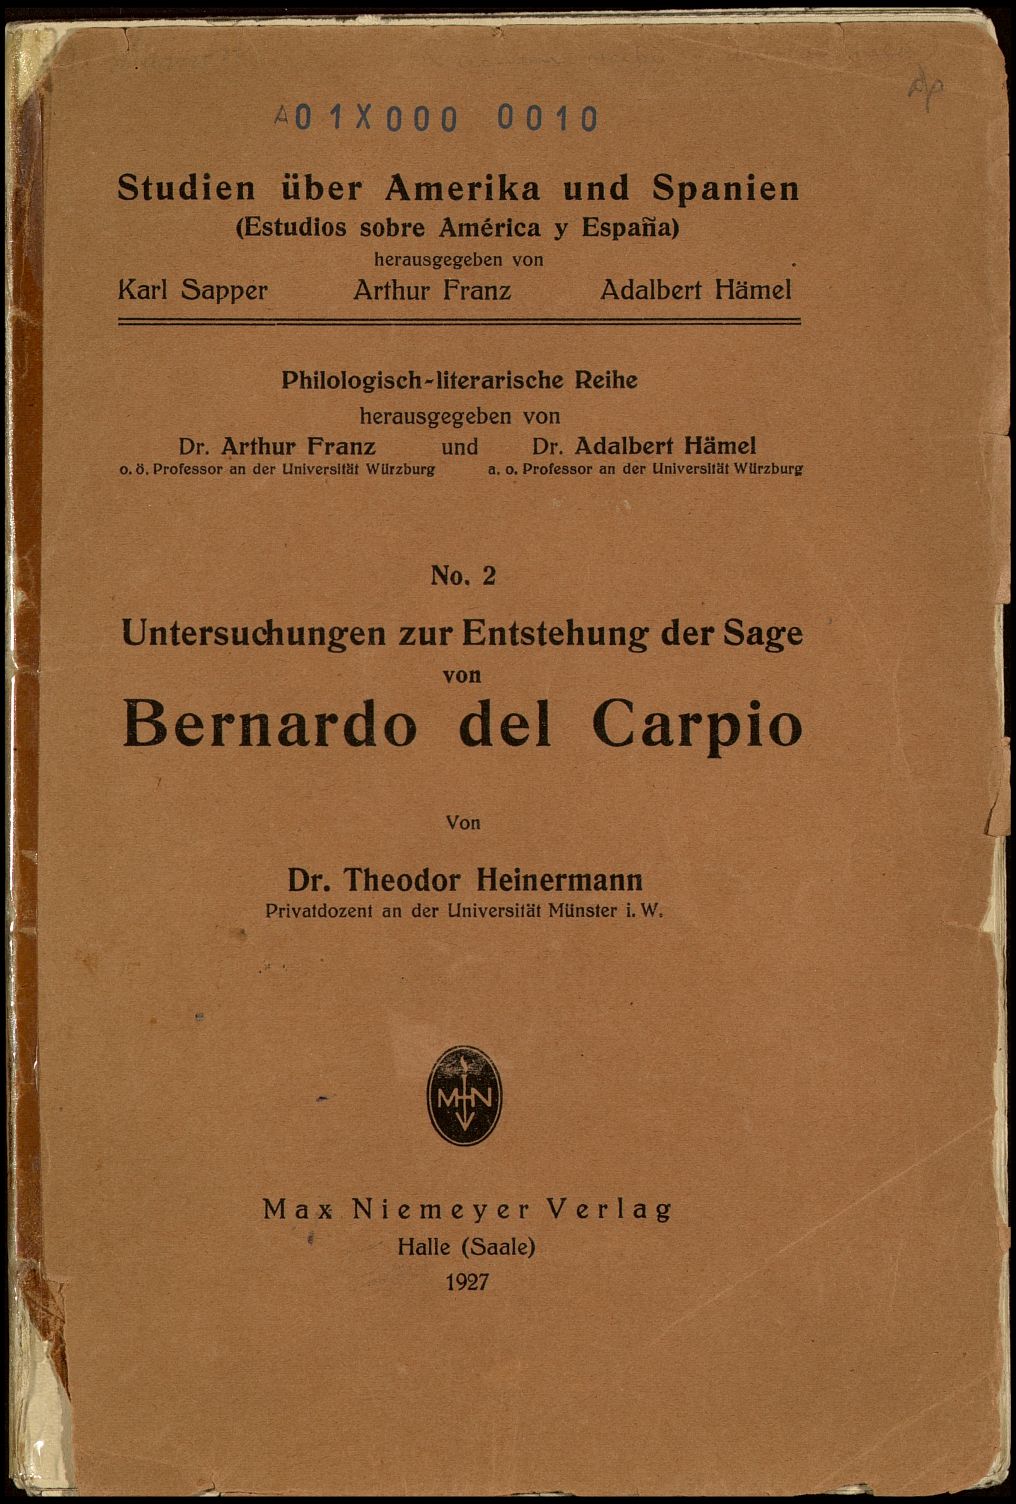 A01X000 0010
Studien über Amerika und Spanien
(Estudios sobre América y España)
herausgegeben von
Karl Sapper Arthur Franz Adalbert Hämel
Philologisch-literarische Reihe
herausgegeben von
Dr. Arthur Franz und Dr. Adalbert Hämel
o. ö. Professor an der Universität Würzburg a. o. Professor an der Universität Würzburg
No. 2
Untersuchungen zur Entstehung der Sage
von
Bernardo del Carpio
Von
Dr. Theodor Heinermann
Privatdozent an der Universität Münster i. W.
M N
Max Niemeyer Verlag
Halle (Saale)
1927